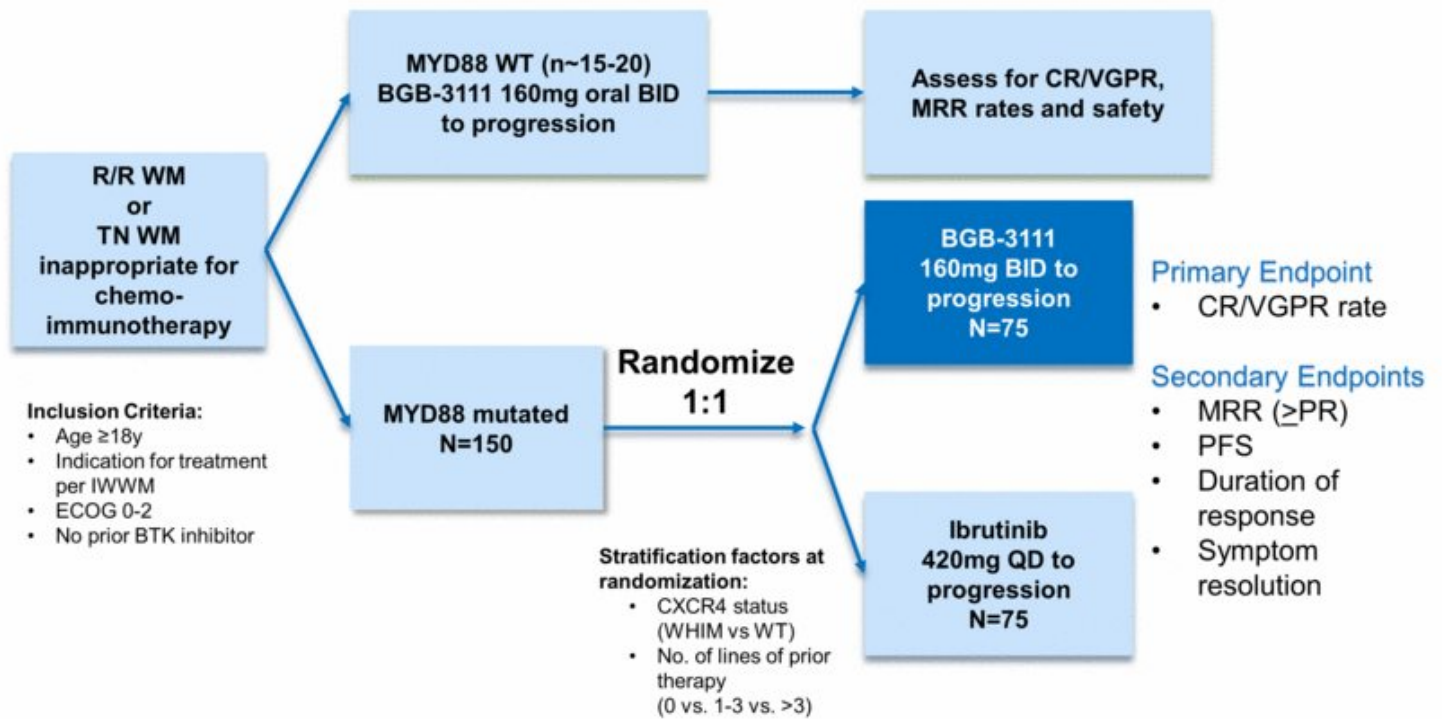 R/R WM
or
TN WM
inappropriate for
chemo-
immunotherapy
Inclusion Criteria:
• Age ≥18y
• Indication for treatment
per IWWM
• ECOG 0-2
• No prior BTK inhibitor
MYD88 WT (n~15-20)
BGB-3111 160mg oral BID
to progression
Assess for CR/VGPR,
MRR rates and safety
MYD88 mutated
N=150
Randomize
1:1
Stratification factors at
randomization:
• CXCR4 status
(WHIM vs WT)
• No. of lines of prior
therapy
(0 vs. 1-3 vs. >3)
BGB-3111
160mg BID to
progression
N=75
Ibrutinib
420mg QD to
progression
N=75
Primary Endpoint
• CR/VGPR rate
Secondary Endpoints
• MRR (≥PR)
• PFS
• Duration of
response
• Symptom
resolution